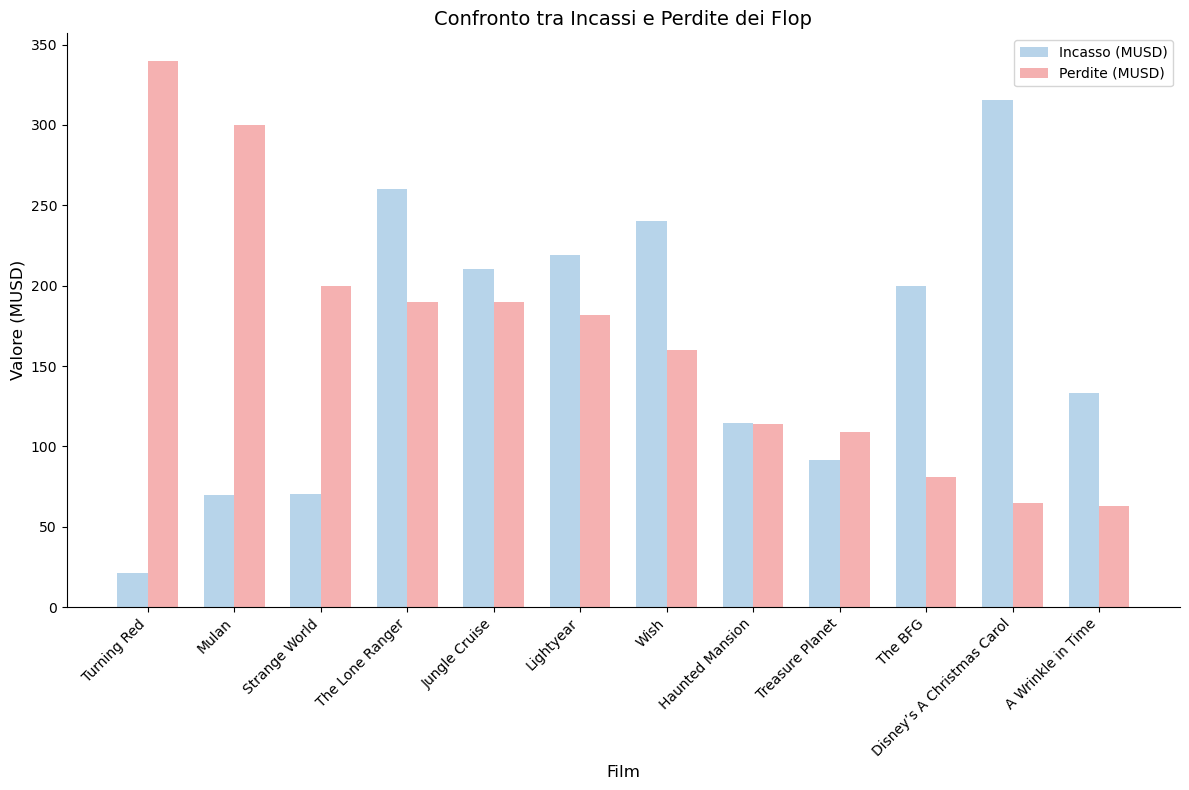 Confronto tra Incassi e Perdite dei Flop
Incasso (MUSD)
Perdite (MUSD)
Valore (MUSD)
350
300
250
200
150
100
50
0
Turning Red
Mulan
Strange World
The Lone Ranger
Jungle Cruise
Lightyear
Wish
Haunted Mansion
Treasure Planet
The BFG
Disney’s A Christmas Carol
A Wrinkle in Time
Film